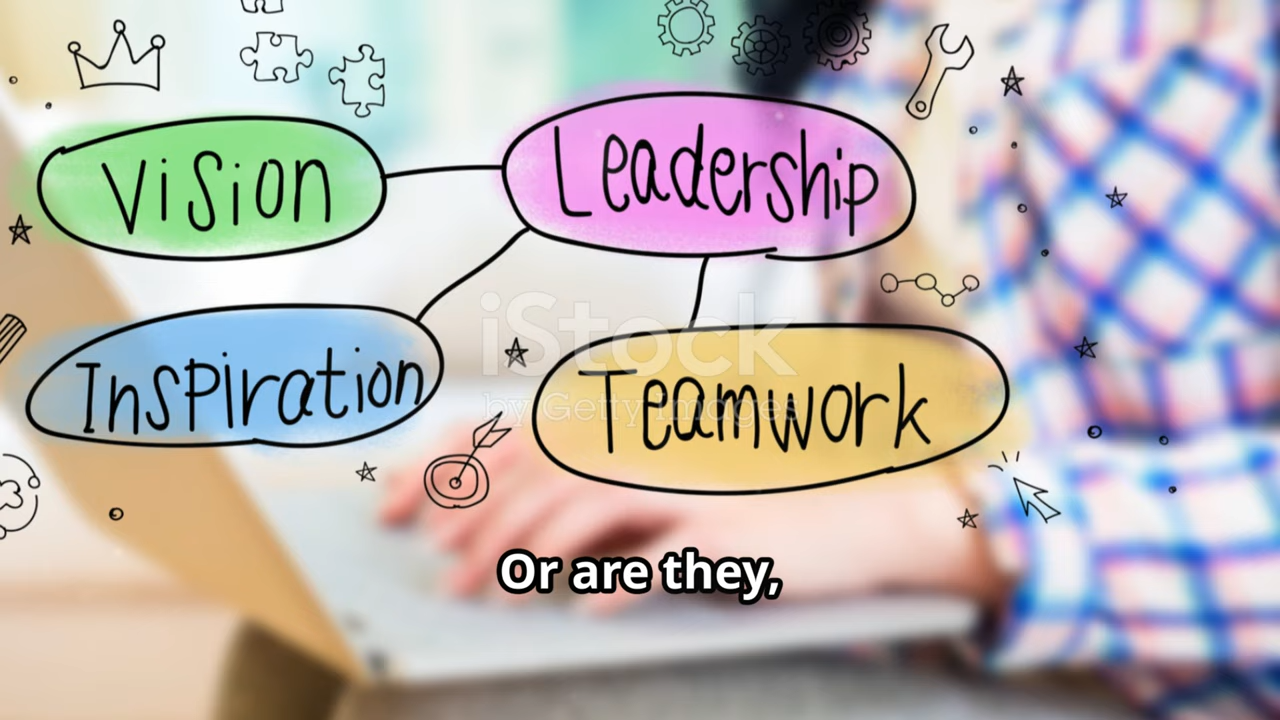 Vision
Leadership
Inspiration
Teamwork
iStock
by Getty Images
Or are they,